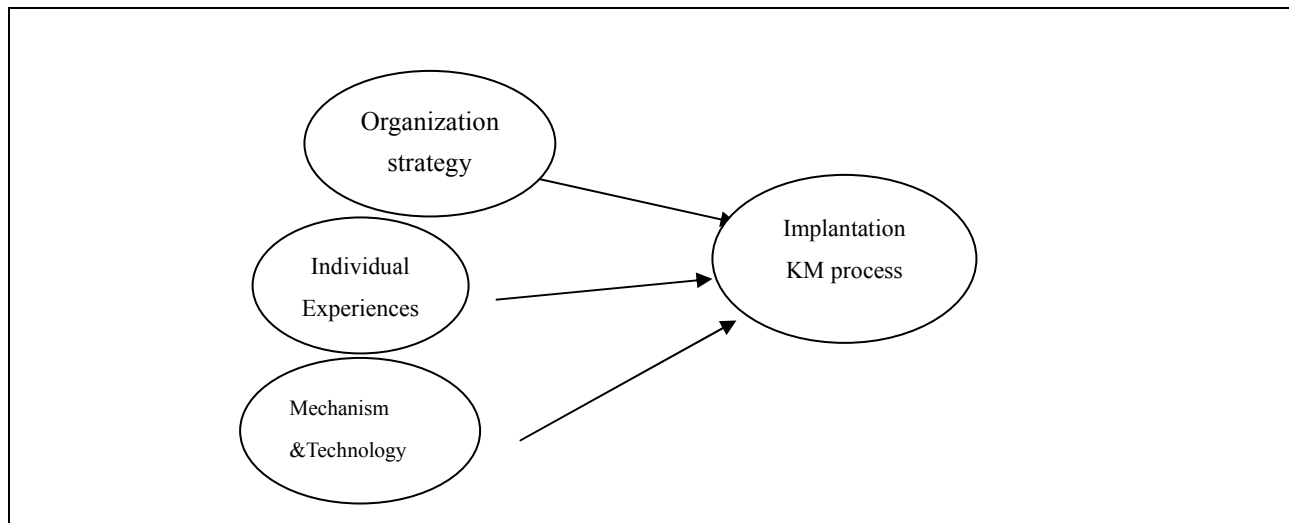 Organization
strategy
Individual
Experiences
Mechanism
&Technology
Implantation
KM process